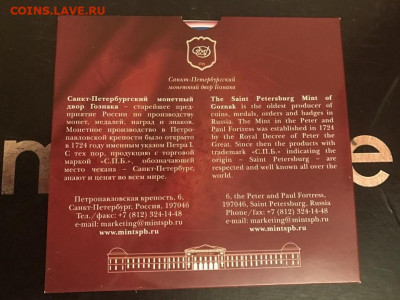 COINS.LAVE.RU
Санкт-Петербургский
монетный двор Гознака
Санкт-Петербургский монетный
двор Гознака – старейшее пред-
приятие России по производству
монет, медалей, наград и знаков.
Монетное производство в Петро-
павловской крепости было открыто
в 1724 году именным указом Петра I.
С тех пор, продукция с торговой
маркой «С.П.Б.», обозначающей
место чекана – Санкт-Петербург,
знают и ценят во всем мире.
Петропавловская крепость, 6,
Санкт-Петербург, Россия, 197046
Тел./факс: +7 (812) 324-14-48
e-mail: marketing@mintspb.ru
www.mintspb.ru
The Saint Petersburg Mint of
Goznak is the oldest producer of
coins, medals, orders and badges in
Russia. The Mint in the Peter and
Paul Fortress was established in 1724
by the Royal Decree of Peter the
Great. Since then the products with
trademark «С.П.Б.» indicating the
origin – Saint Petersburg – are
respected and well known all over the
world.
6, the Peter and Paul Fortress,
197046, Saint Petersburg, Russia
Phone/fax: +7 (812) 324-14-48
e-mail: marketing@mintspb.ru
www.mintspb.ru